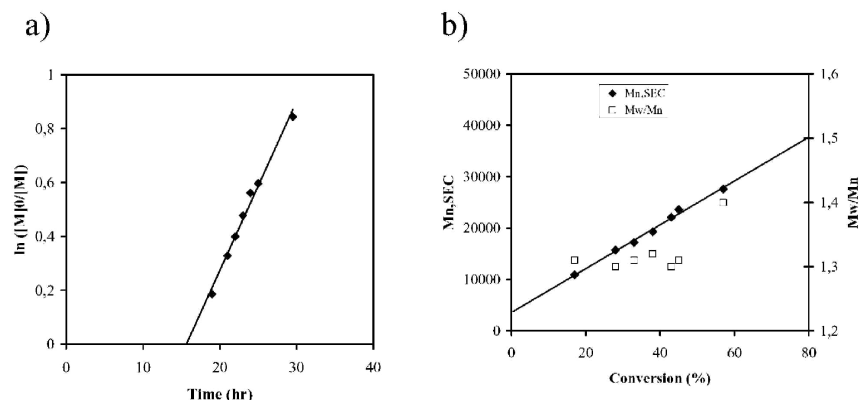 a)
1
0,8
0,6
0,4
0,2
0
0 10 20 30 40
ln ([M]0/[M])
Time (hr)
b)
50000
40000
30000
20000
10000
0
Mn,SEC
Mn,SEC
Mw/Mn
1,6
1,5
1,4
1,3
1,2
Mw/Mn
0 20 40 60 80
Conversion (%)